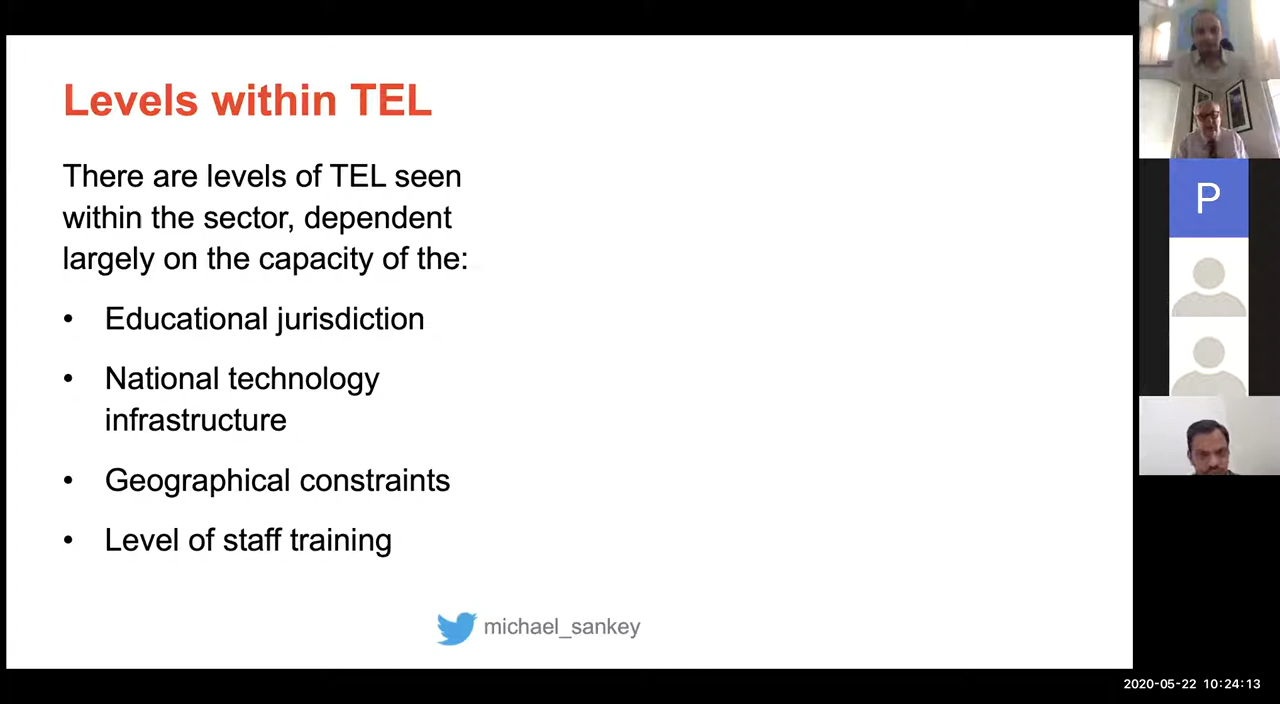 Levels within TEL
There are levels of TEL seen
within the sector, dependent
largely on the capacity of the:
• Educational jurisdiction
• National technology
infrastructure
• Geographical constraints
• Level of staff training
michael_sankey
P
2020-05-22 10:24:13